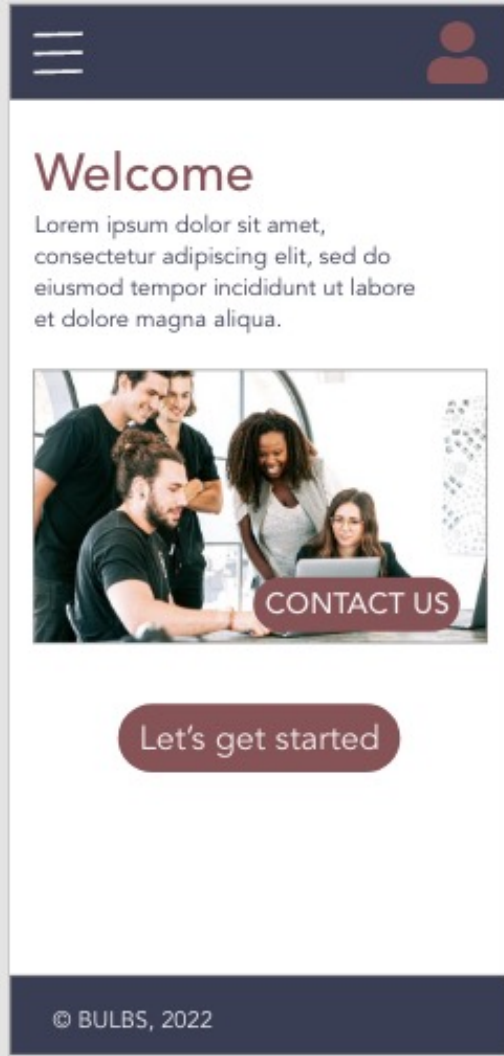 Welcome
Lorem ipsum dolor sit amet,
consectetur adipiscing elit, sed do
eiusmod tempor incididunt ut labore
et dolore magna aliqua.
CONTACT US
Let’s get started
© BULBS, 2022